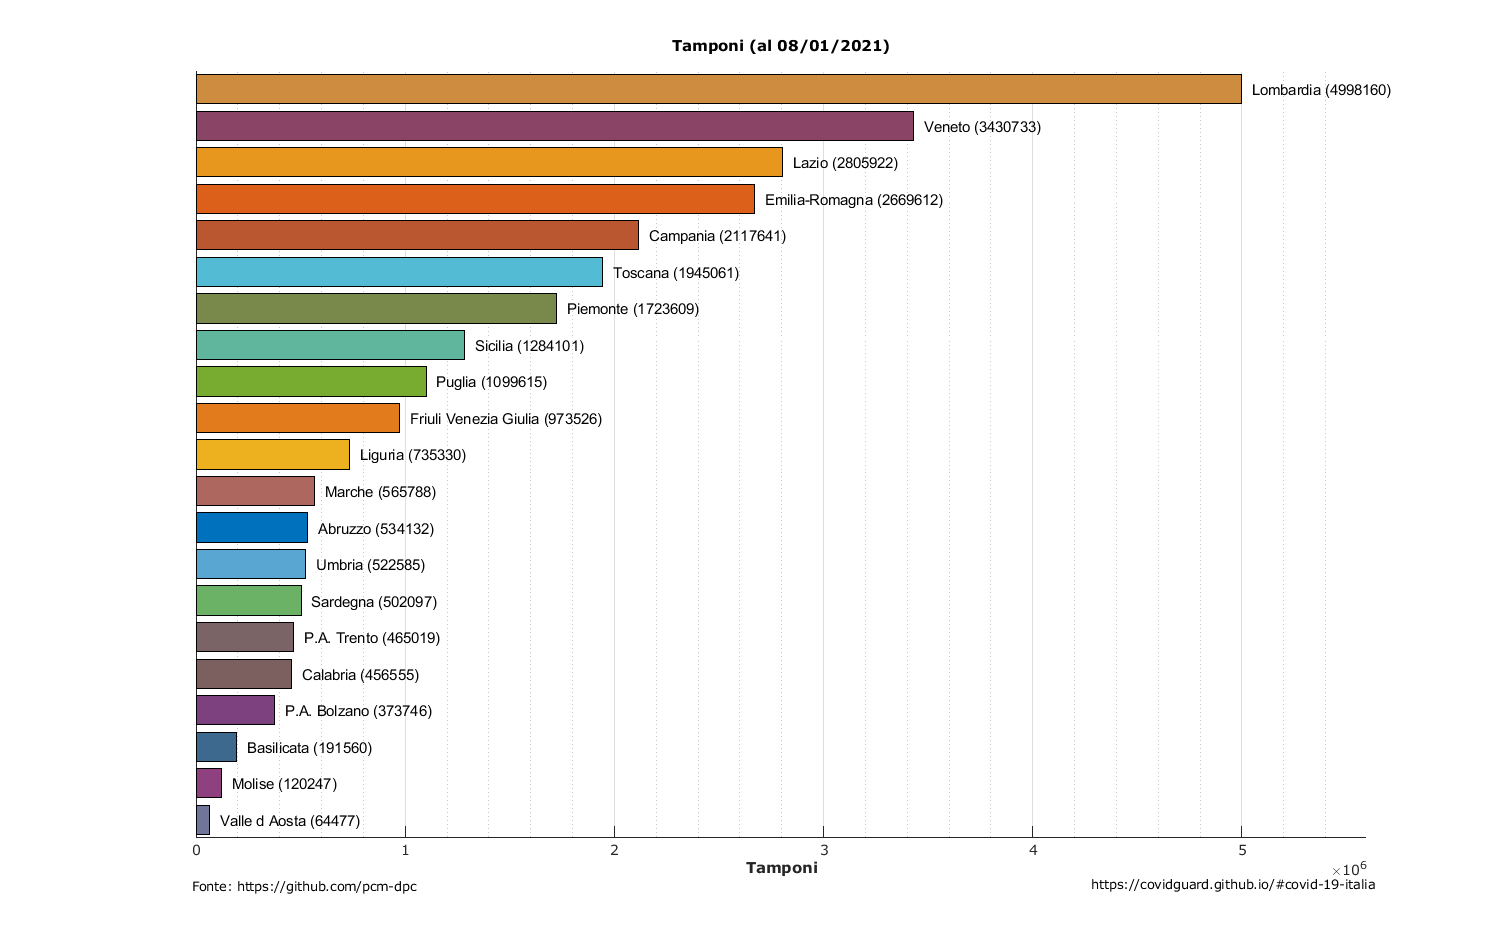 Tamponi (al 08/01/2021)
Lombardia (4998160)
Veneto (3430733)
Lazio (2805922)
Emilia-Romagna (2669612)
Campania (2117641)
Toscana (1945061)
Piemonte (1723609)
Sicilia (1284101)
Puglia (1099615)
Friuli Venezia Giulia (973526)
Liguria (735330)
Marche (565788)
Abruzzo (534132)
Umbria (522585)
Sardegna (502097)
P.A. Trento (465019)
Calabria (456555)
P.A. Bolzano (373746)
Basilicata (191560)
Molise (120247)
Valle d Aosta (64477)
0 1 2 3 4 5
×10⁶
Tamponi
Fonte: https://github.com/pcm-dpc
https://covidguard.github.io/#covid-19-italia